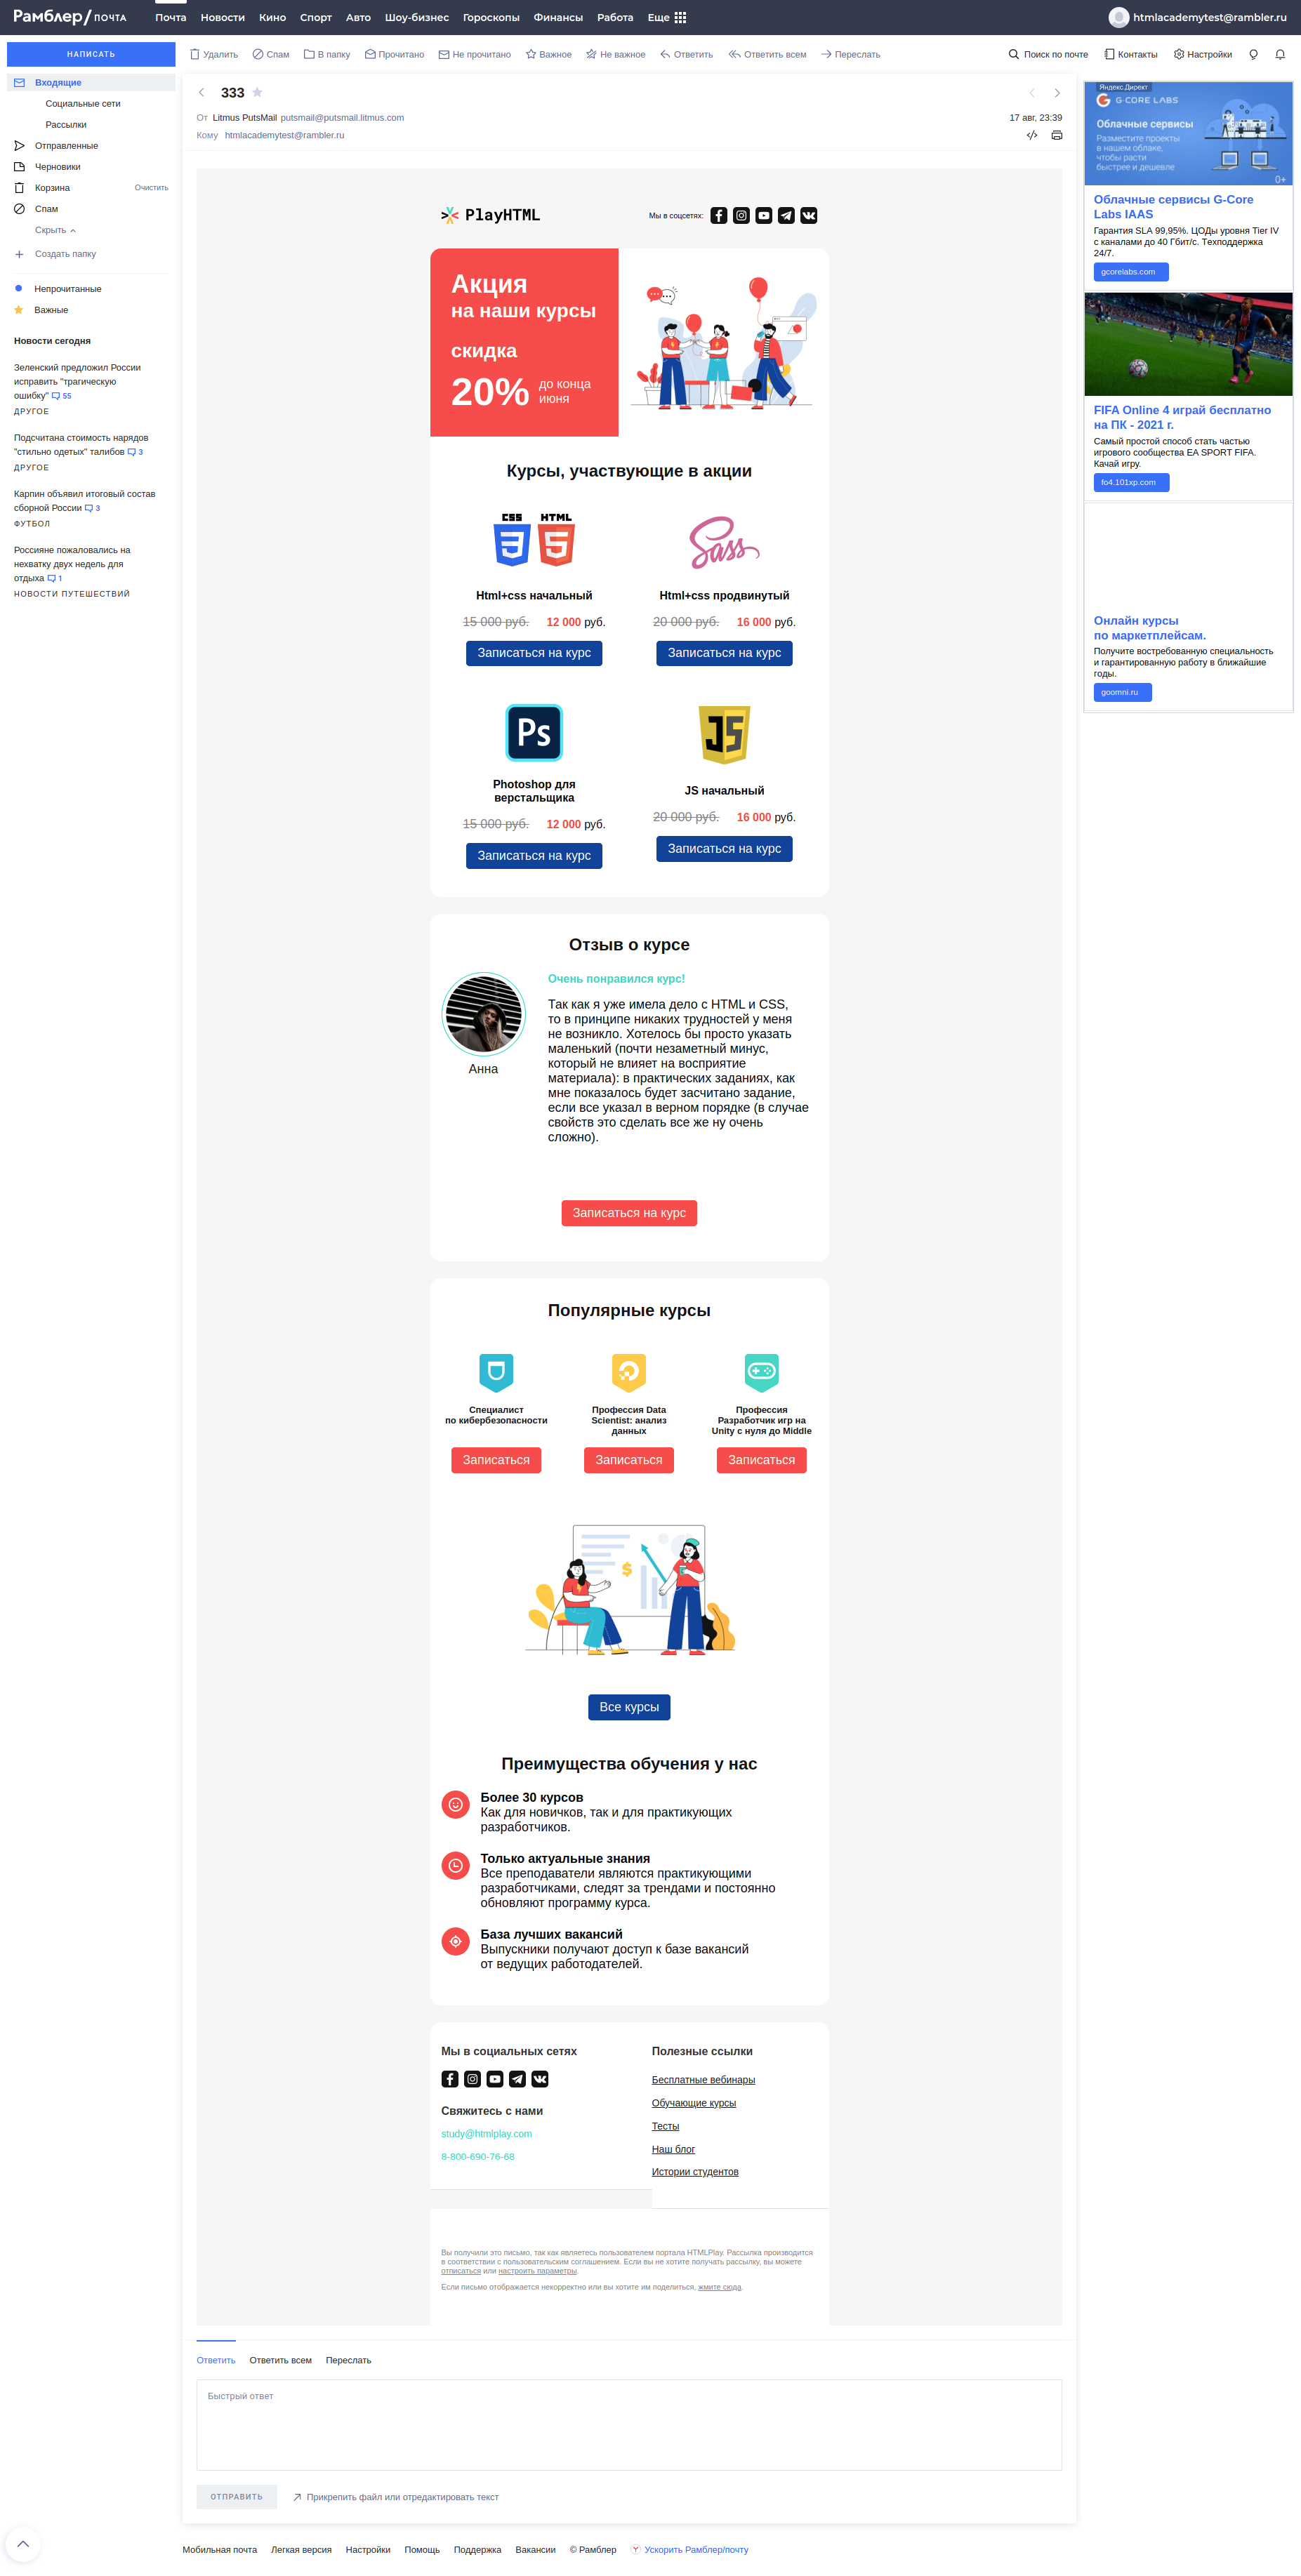 Рамблер/почта
Почта Новости Кино Спорт Авто Шоу-бизнес Гороскопы Финансы Работа Еще
htmlacademytest@rambler.ru
НАПИСАТЬ
Удалить Спам В папку Прочитано Не прочитано Важное Не важное Ответить Ответить всем Переслать
Поиск по почте Контакты Настройки
Входящие
Социальные сети
Рассылки
Отправленные
Черновики
Корзина Очистить
Спам
Скрыть
Создать папку
Непрочитанные
Важные
Новости сегодня
Зеленский предложил России
исправить "трагическую
ошибку" 55
ДРУГОЕ
Подсчитана стоимость нарядов
"стильно одетых" талибов 3
ДРУГОЕ
Карпин объявил итоговый состав
сборной России 3
ФУТБОЛ
Россияне пожаловались на
нехватку двух недель для
отдыха 1
НОВОСТИ ПУТЕШЕСТВИЙ
333
От Litmus PutsMail putsmail@putsmail.litmus.com 17 авг, 23:39
Кому htmlacademytest@rambler.ru
PlayHTML
Мы в соцсетях:
Акция
на наши курсы
скидка
20% до конца
июня
Курсы, участвующие в акции
CSS HTML
Sass
Html+css начальный
15 000 руб. 12 000 руб.
Записаться на курс
Html+css продвинутый
20 000 руб. 16 000 руб.
Записаться на курс
Ps
JS
Photoshop для
верстальщика
15 000 руб. 12 000 руб.
Записаться на курс
JS начальный
20 000 руб. 16 000 руб.
Записаться на курс
Отзыв о курсе
Анна
Очень понравился курс!
Так как я уже имела дело с HTML и CSS,
то в принципе никаких трудностей у меня
не возникло. Хотелось бы просто указать
маленький (почти незаметный минус,
который не влияет на восприятие
материала): в практических заданиях, как
мне показалось будет засчитано задание,
если все указал в верном порядке (в случае
свойств это сделать все же ну очень
сложно).
Записаться на курс
Популярные курсы
Специалист
по кибербезопасности
Записаться
Профессия Data
Scientist: анализ
данных
Записаться
Профессия
Разработчик игр на
Unity с нуля до Middle
Записаться
$
Все курсы
Преимущества обучения у нас
Более 30 курсов
Как для новичков, так и для практикующих
разработчиков.
Только актуальные знания
Все преподаватели являются практикующими
разработчиками, следят за трендами и постоянно
обновляют программу курса.
База лучших вакансий
Выпускники получают доступ к базе вакансий
от ведущих работодателей.
Мы в социальных сетях
Свяжитесь с нами
study@htmlplay.com
8-800-690-76-68
Полезные ссылки
Бесплатные вебинары
Обучающие курсы
Тесты
Наш блог
Истории студентов
Вы получили это письмо, так как являетесь пользователем портала HTMLPlay. Рассылка производится
в соответствии с пользовательским соглашением. Если вы не хотите получать рассылку, вы можете
отписаться или настроить параметры.
Если письмо отображается некорректно или вы хотите им поделиться, жмите сюда.
Ответить Ответить всем Переслать
Быстрый ответ
ОТПРАВИТЬ
Прикрепить файл или отредактировать текст
Мобильная почта Легкая версия Настройки Помощь Поддержка Вакансии © Рамблер Ускорить Рамблер/почту
Яндекс.Директ
G-CORE LABS
Облачные сервисы
Разместите проекты
в нашем облаке,
чтобы расти
быстрее и дешевле
0+
Облачные сервисы G-Core
Labs IAAS
Гарантия SLA 99,95%. ЦОДы уровня Tier IV
с каналами до 40 Гбит/с. Техподдержка
24/7.
gcorelabs.com
FIFA Online 4 играй бесплатно
на ПК - 2021 г.
Самый простой способ стать частью
игрового сообщества EA SPORT FIFA.
Качай игру.
fo4.101xp.com
Онлайн курсы
по маркетплейсам.
Получите востребованную специальность
и гарантированную работу в ближайшие
годы.
goomni.ru